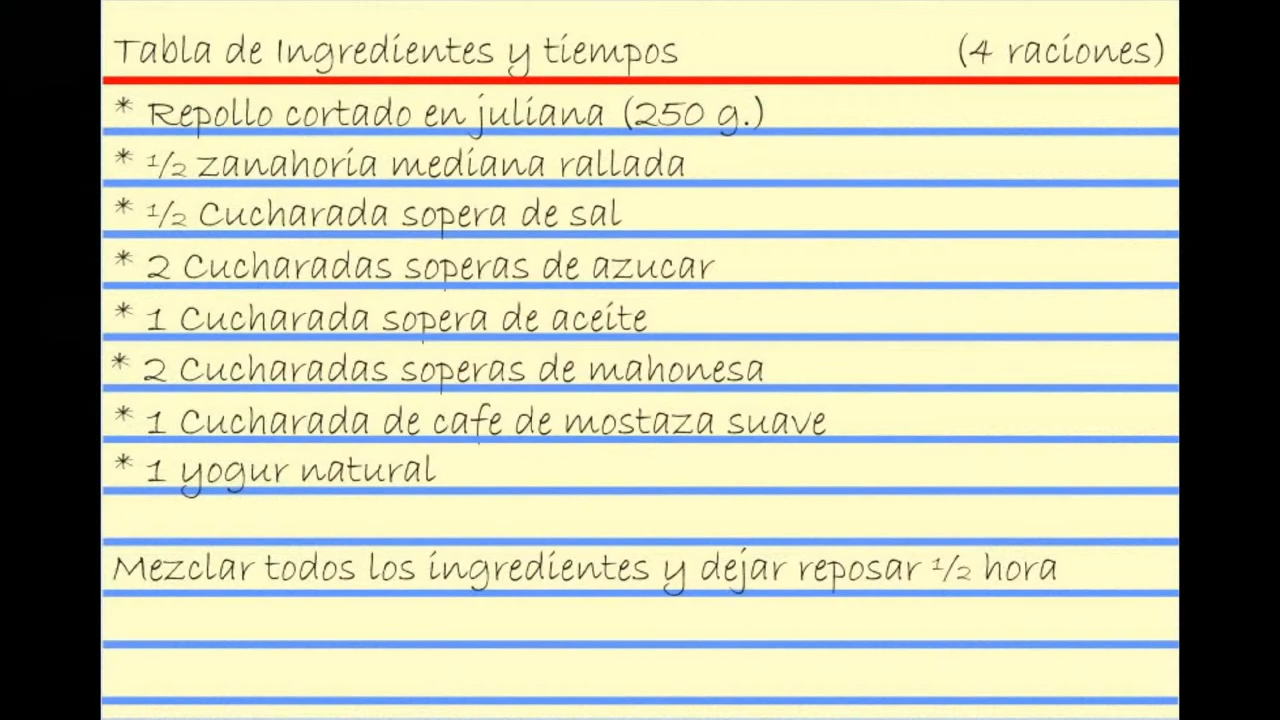 Tabla de Ingredientes y tiempos (4 raciones)
* Repollo cortado en juliana (250 g.)
* 1/2 zanahoria mediana rallada
* 1/2 Cucharada sopera de sal
* 2 Cucharadas soperas de azucar
* 1 Cucharada sopera de aceite
* 2 Cucharadas soperas de mahonesa
* 1 Cucharada de cafe de mostaza suave
* 1 yogur natural
Mezclar todos los ingredientes y dejar reposar 1/2 hora